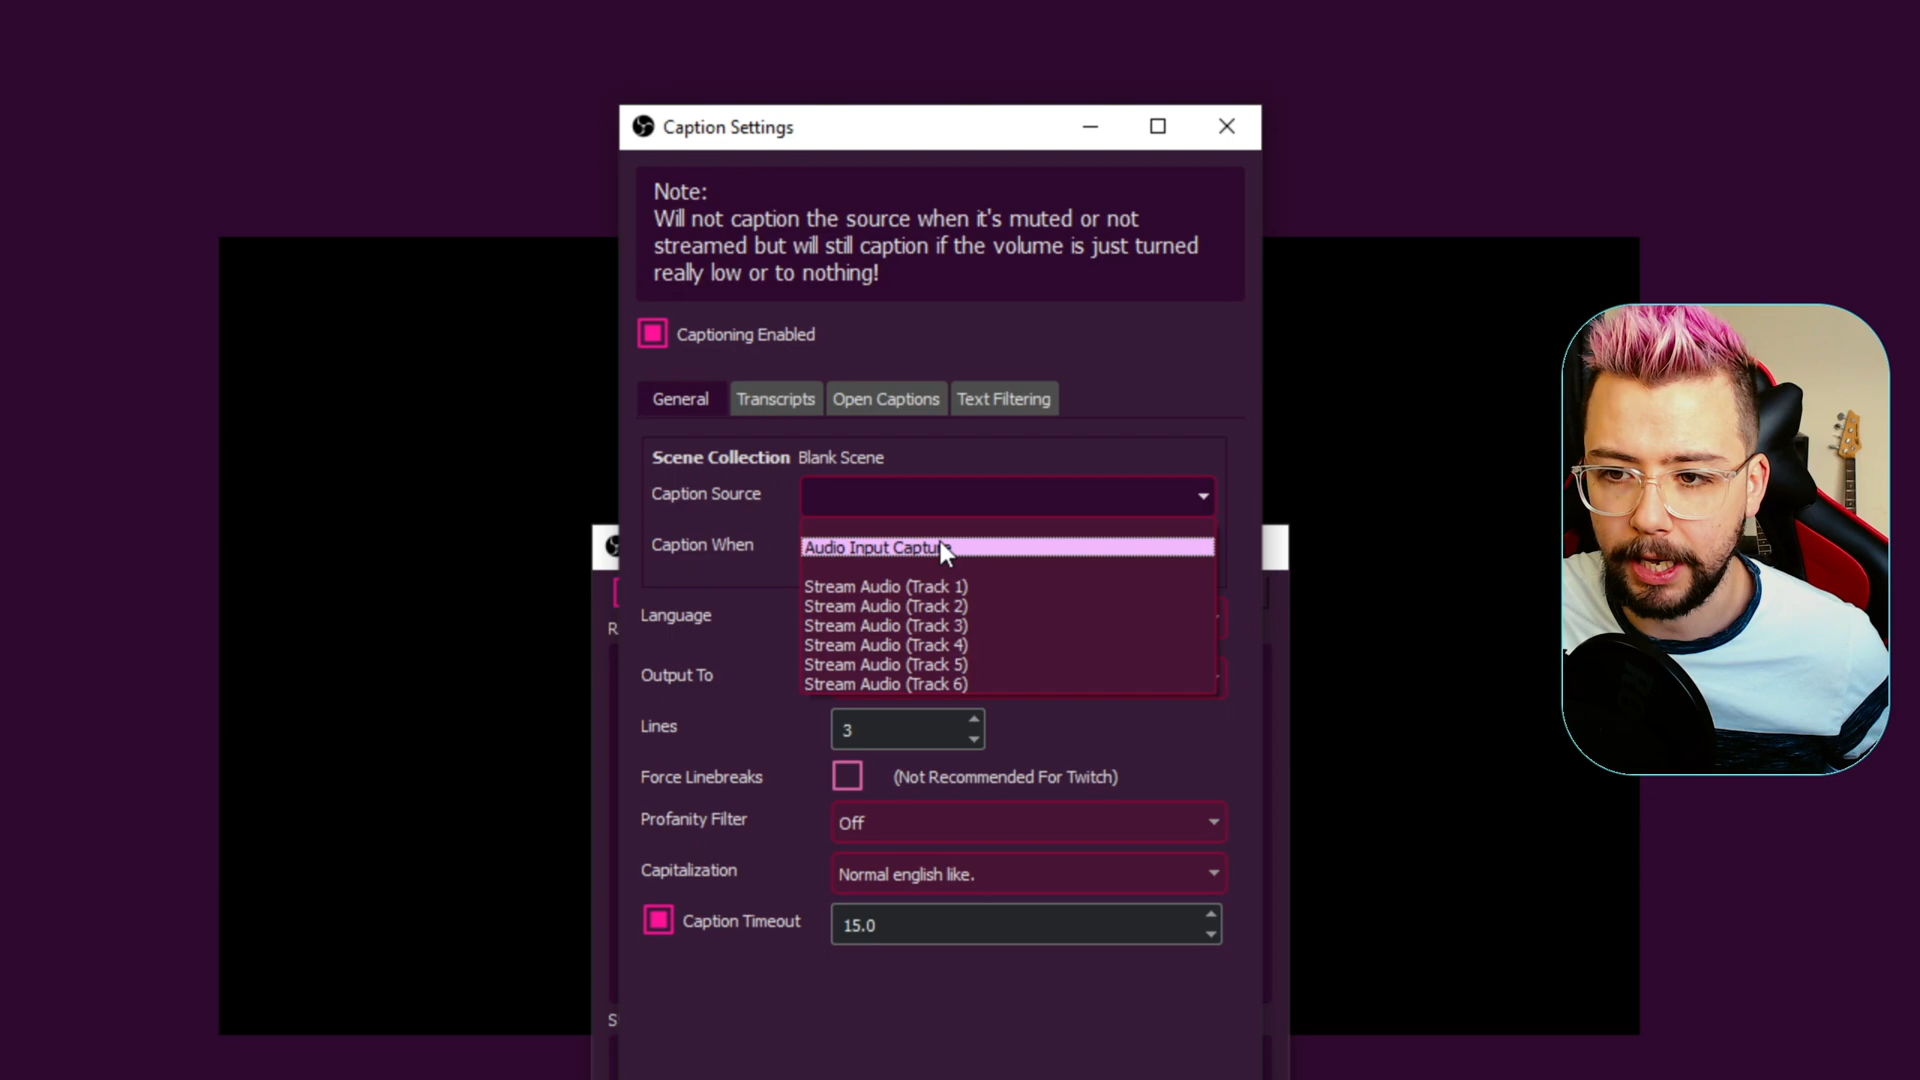 Caption Settings
Note:
Will not caption the source when it's muted or not
streamed but will still caption if the volume is just turned
really low or to nothing!
Captioning Enabled
General Transcripts Open Captions Text Filtering
Scene Collection Blank Scene
Caption Source
Caption When
Audio Input Capture
Stream Audio (Track 1)
Stream Audio (Track 2)
Stream Audio (Track 3)
Stream Audio (Track 4)
Stream Audio (Track 5)
Stream Audio (Track 6)
Language
Output To
Lines 3
Force Linebreaks (Not Recommended For Twitch)
Profanity Filter Off
Capitalization Normal english like.
Caption Timeout 15.0